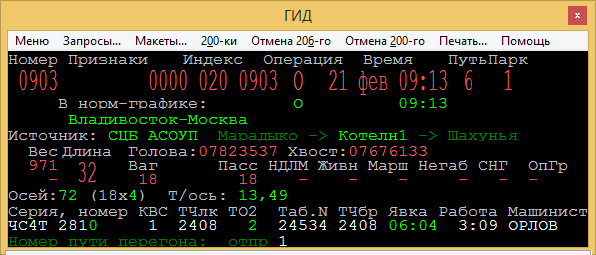 ГИД
Меню Запросы... Макеты... 200-ки Отмена 206-го Отмена 200-го Печать... Помощь
Номер Признаки Индекс Операция Время ПутьПарк
0903 0000 020 0903 О 21 фев 09:13 6 1
В норм-графике: О 09:13
Владивосток-Москва
Источник: СЦБ АСОУП Марадыко -> Котелн1 -> Шахунья
Вес Длина Голова:07823537 Хвост:07676133
971 32 Ваг Пасс НДЛМ Живн Марш Негаб СНГ ОпГр
- 18 18 - - - - - -
Осей:72 (18x4) Т/ось: 13,49
Серия, номер КВС ТЧлк ТО2 Таб.N ТЧбр Явка Работа Машинист
ЧС4Т 2810 1 2408 2 24534 2408 06:04 3:09 ОРЛОВ
Номер пути перегона: отпр 1